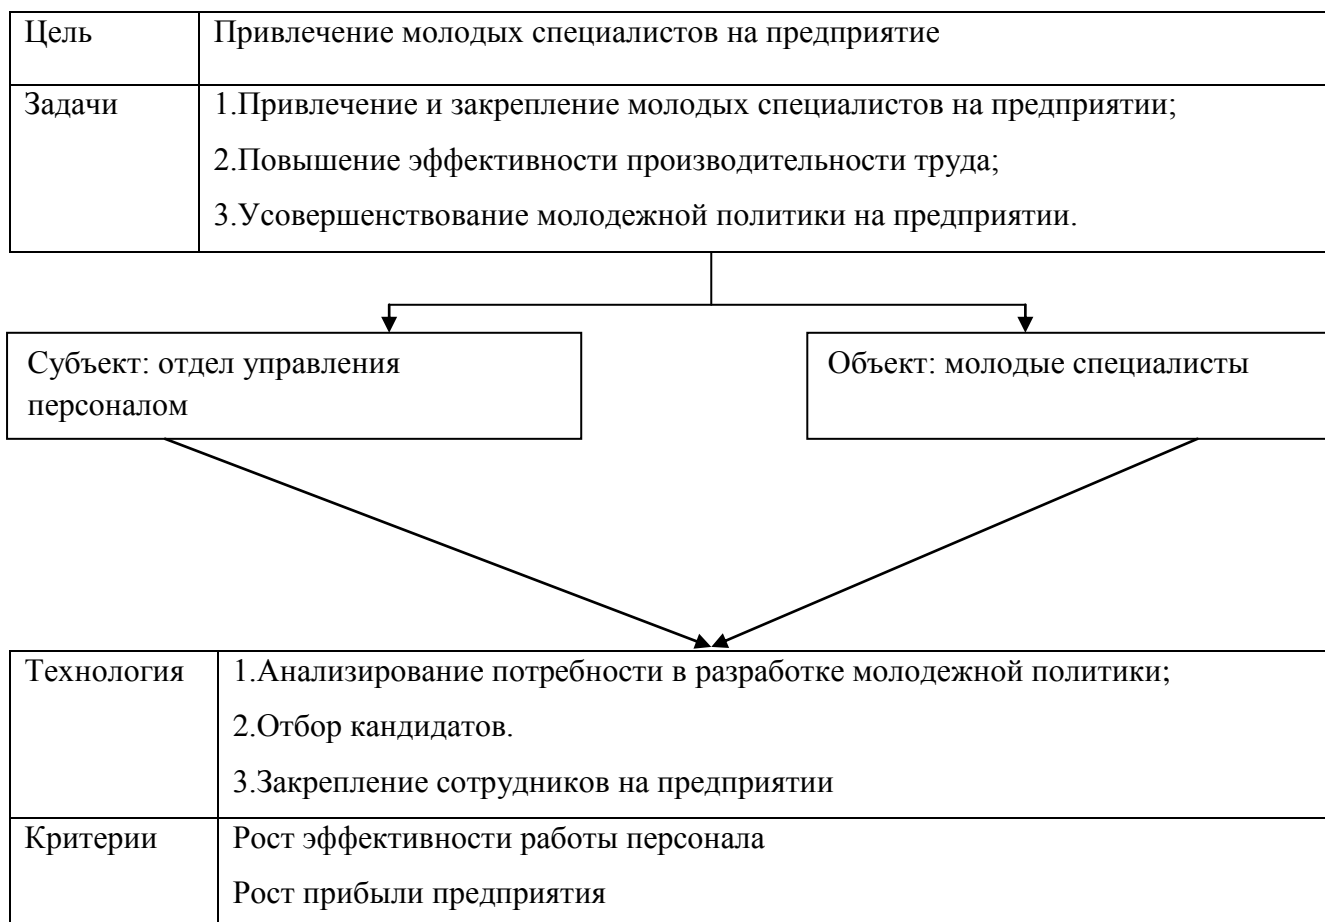 Цель Привлечение молодых специалистов на предприятие
Задачи 1.Привлечение и закрепление молодых специалистов на предприятии;
2.Повышение эффективности производительности труда;
3.Усовершенствование молодежной политики на предприятии.
Субъект: отдел управления
персоналом
Объект: молодые специалисты
Технология 1.Анализирование потребности в разработке молодежной политики;
2.Отбор кандидатов.
3.Закрепление сотрудников на предприятии
Критерии Рост эффективности работы персонала
Рост прибыли предприятия